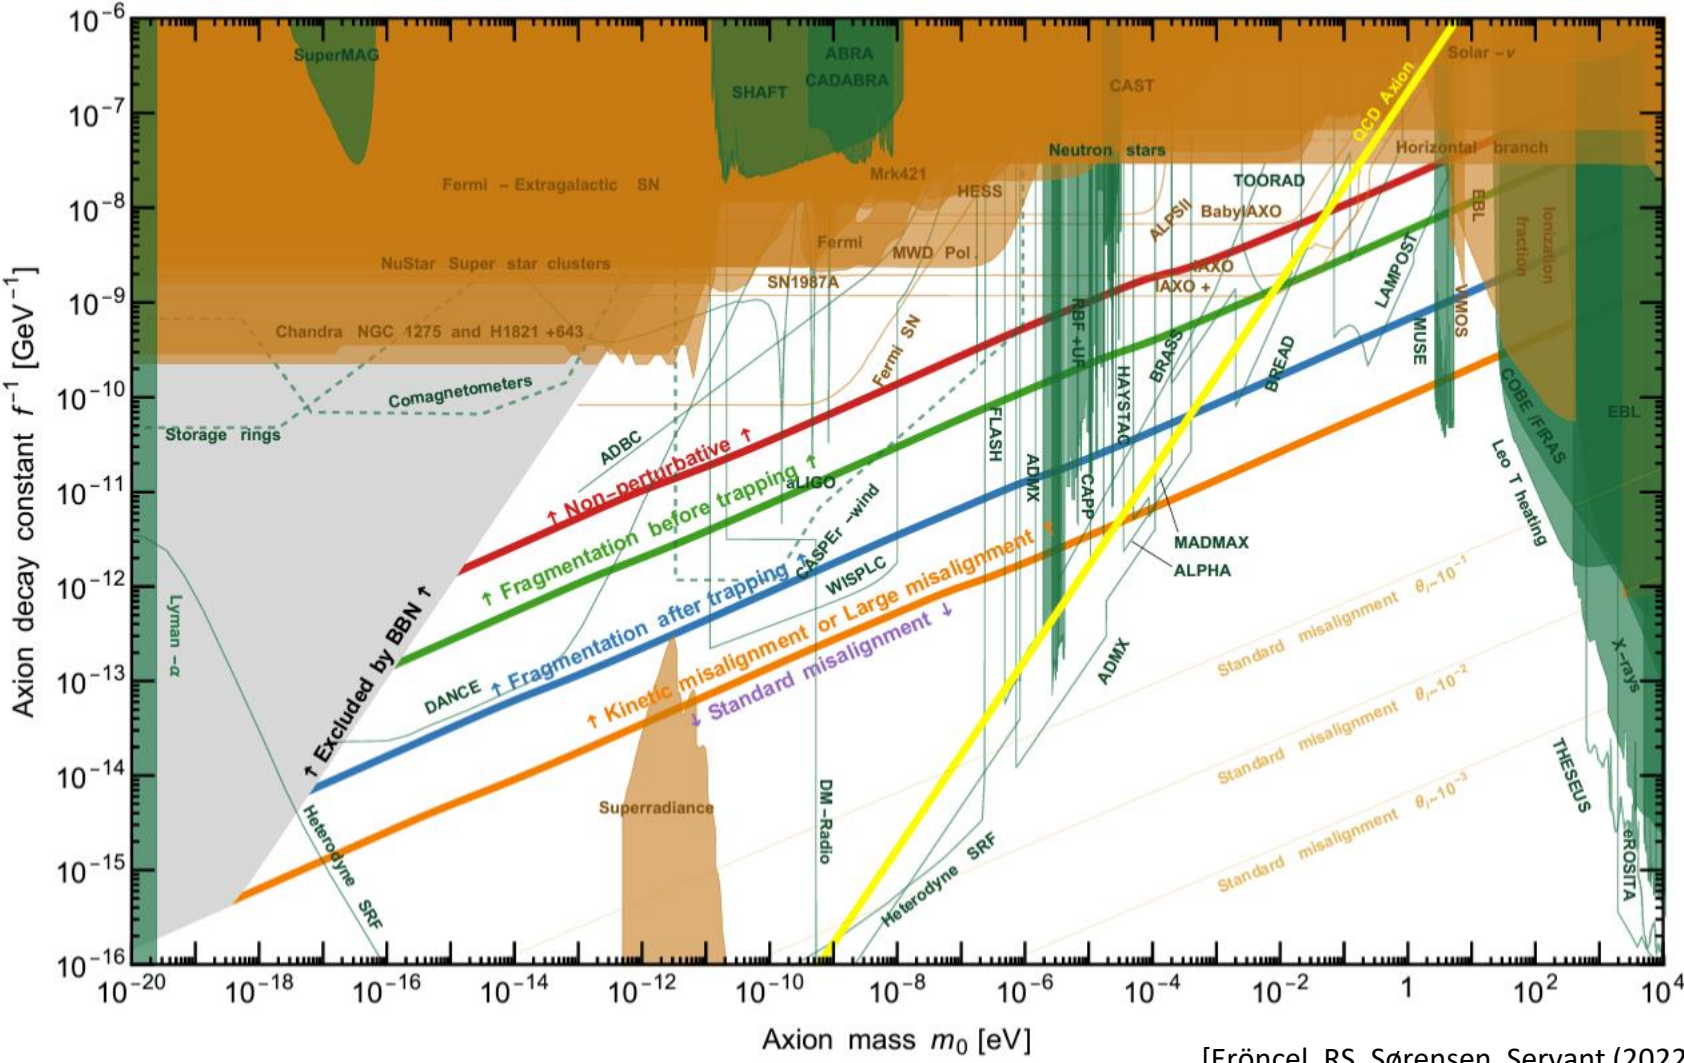 10⁻⁶
10⁻⁷
10⁻⁸
10⁻⁹
10⁻¹⁰
10⁻¹¹
10⁻¹²
10⁻¹³
10⁻¹⁴
10⁻¹⁵
10⁻¹⁶
Axion decay constant f⁻¹ [GeV⁻¹]
SuperMAG
SHAFT
ABRA
CADABRA
CAST
Solar −ν
QCD Axion
Neutron stars
Horizontal branch
Fermi − Extragalactic SN
Mrk421
HESS
TOORAD
ALPSII
BabyIAXO
EBL
Ionization
fraction
Fermi
MWD Pol.
NuStar Super star clusters
SN1987A
IAXO
IAXO +
LAMPOST
Chandra NGC 1275 and H1821 +643
Fermi SN
RBF +UF
BRASS
BREAD
MUSE
VIMOS
Comagnetometers
Storage rings
ADBC
HAYSTAC
FLASH
ADMX
CAPP
COBE /FIRAS
EBL
Leo T heating
↑ Non−perturbative ↑
↑ Fragmentation before trapping ↑
aLIGO
CASPEr −wind
WISPLC
MADMAX
ALPHA
↑ Excluded by BBN ↑
↑ Fragmentation after trapping ↑
↑ Kinetic misalignment or Large misalignment ↑
↓ Standard misalignment ↓
Lyman −α
DANCE
ADMX
Standard misalignment θᵢ~10⁻¹
Standard misalignment θᵢ~10⁻²
Standard misalignment θᵢ~10⁻³
X−rays
THESEUS
eROSITA
Superradiance
DM −Radio
Heterodyne SRF
Heterodyne SRF
10⁻²⁰ 10⁻¹⁸ 10⁻¹⁶ 10⁻¹⁴ 10⁻¹² 10⁻¹⁰ 10⁻⁸ 10⁻⁶ 10⁻⁴ 10⁻² 1 10² 10⁴
Axion mass m₀ [eV]
[Eröncel, RS, Sørensen, Servant (2022